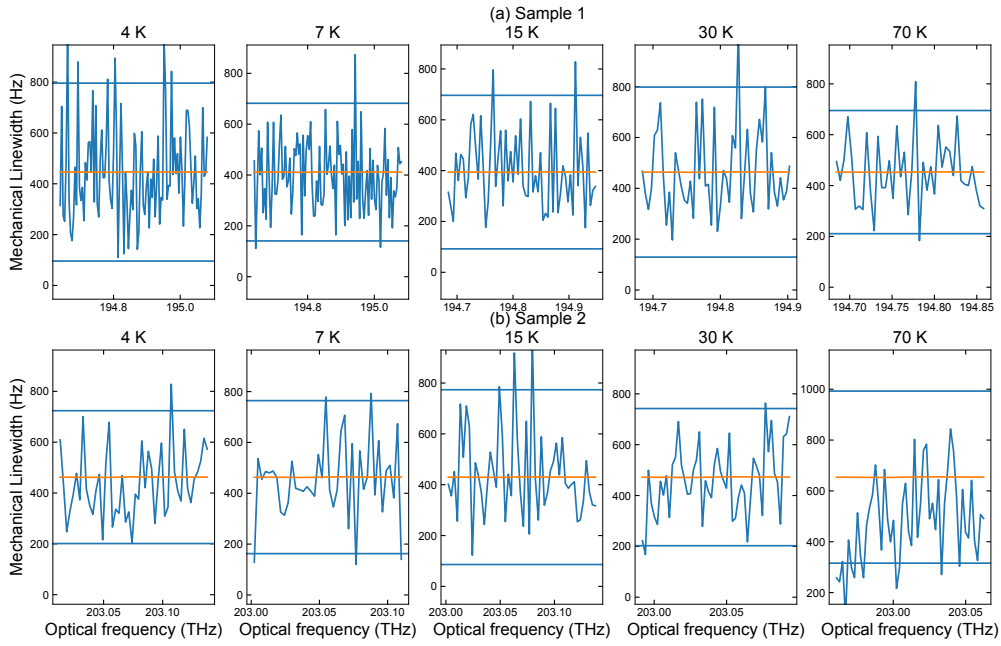 (a) Sample 1
4 K 7 K 15 K 30 K 70 K
Mechanical Linewidth (Hz)
800 600 400 200 0
194.8 195.0
800 600 400 200 0
194.8 195.0
800 600 400 200 0
194.7 194.8 194.9
800 600 400 200 0
194.7 194.8 194.9
800 600 400 200 0
194.70 194.75 194.80 194.85
(b) Sample 2
4 K 7 K 15 K 30 K 70 K
Mechanical Linewidth (Hz)
800 600 400 200 0
203.05 203.10
800 600 400 200 0
203.00 203.05 203.10
800 600 400 200 0
203.00 203.05 203.10
800 600 400 200 0
203.00 203.05
1000 800 600 400 200
203.00 203.05
Optical frequency (THz) Optical frequency (THz) Optical frequency (THz) Optical frequency (THz) Optical frequency (THz)